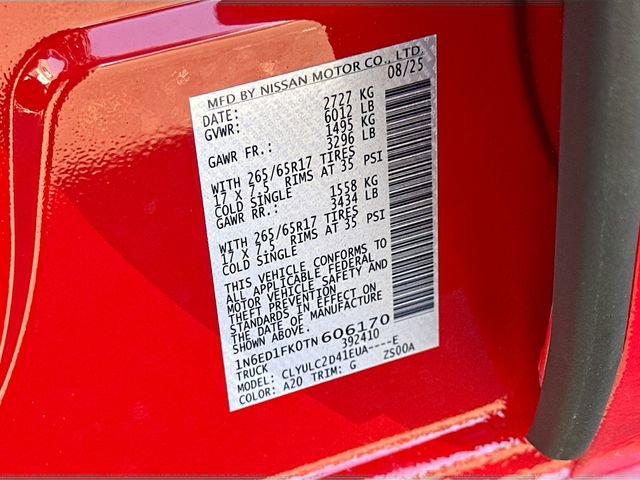 MFD BY NISSAN MOTOR CO., LTD.
DATE: 08/25
GVWR: 2727 KG
6012 LB
GAWR FR.: 1495 KG
3296 LB
WITH 265/65R17 TIRES
17 X 7.5 RIMS AT 35 PSI
COLD SINGLE
GAWR RR.: 1558 KG
3434 LB
WITH 265/65R17 TIRES
17 X 7.5 RIMS AT 35 PSI
COLD SINGLE
THIS VEHICLE CONFORMS TO
ALL APPLICABLE FEDERAL
MOTOR VEHICLE SAFETY AND
THEFT PREVENTION
STANDARDS IN EFFECT ON
THE DATE OF MANUFACTURE
SHOWN ABOVE.
1N6ED1FK0TN606170
TRUCK 392410
MODEL: CLYULC2D41EUA----E
COLOR: A20 TRIM: G ZS00A